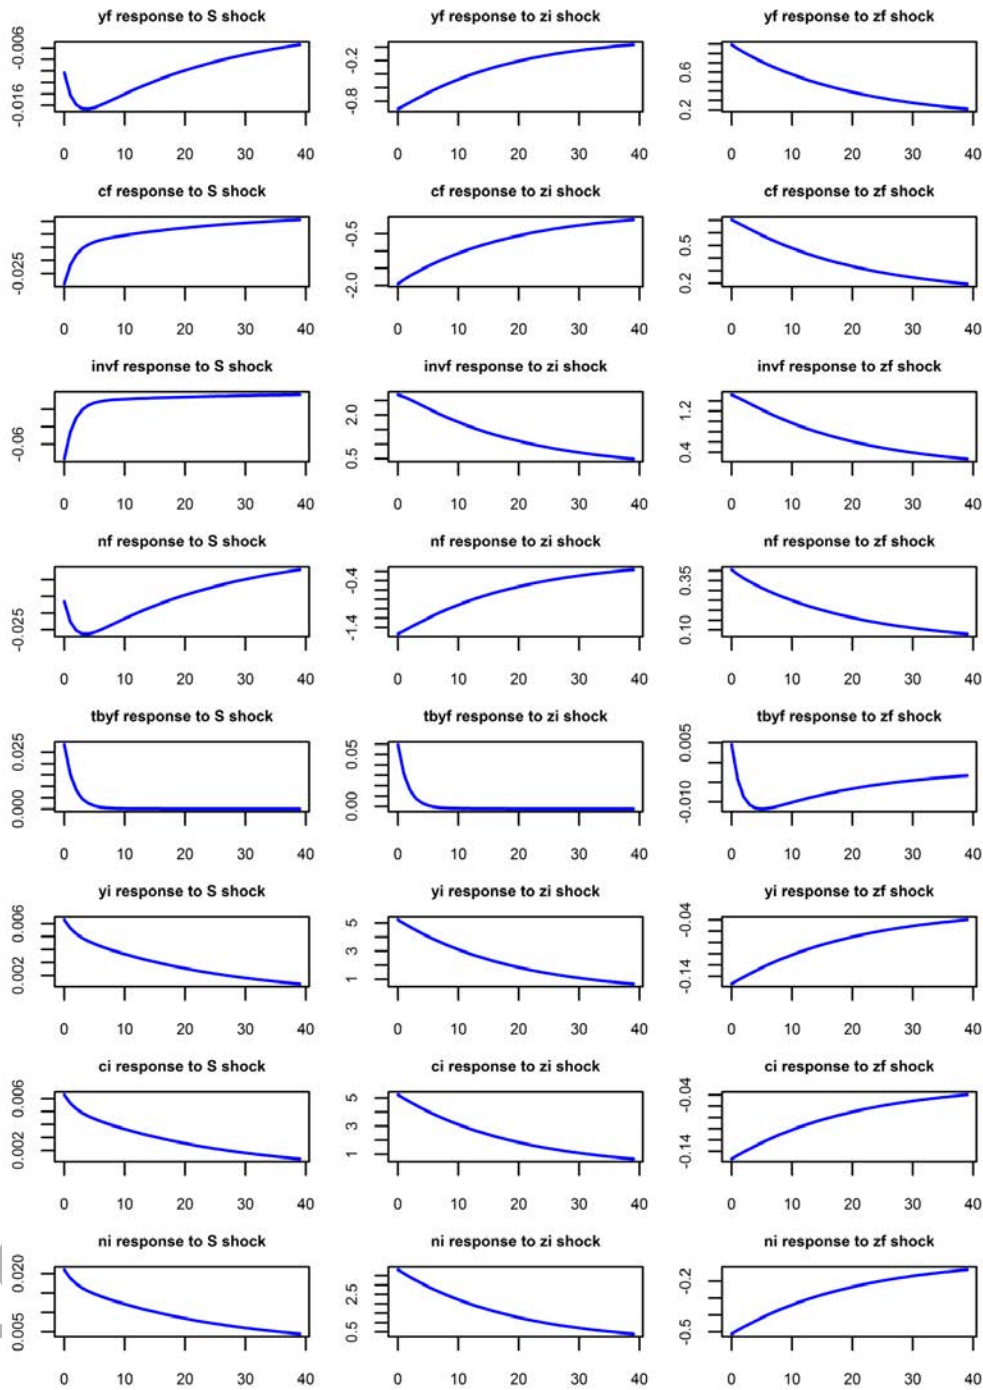 yf response to S shock yf response to zi shock yf response to zf shock
-0.016 -0.006 -0.8 -0.2 0.2 0.6
0 10 20 30 40 0 10 20 30 40 0 10 20 30 40
cf response to S shock cf response to zi shock cf response to zf shock
-0.025 -2.0 -0.5 0.2 0.5
0 10 20 30 40 0 10 20 30 40 0 10 20 30 40
invf response to S shock invf response to zi shock invf response to zf shock
-0.06 0.5 2.0 0.4 1.2
0 10 20 30 40 0 10 20 30 40 0 10 20 30 40
nf response to S shock nf response to zi shock nf response to zf shock
-0.025 -1.4 -0.4 0.10 0.35
0 10 20 30 40 0 10 20 30 40 0 10 20 30 40
tbyf response to S shock tbyf response to zi shock tbyf response to zf shock
0.000 0.025 0.00 0.05 -0.010 0.005
0 10 20 30 40 0 10 20 30 40 0 10 20 30 40
yi response to S shock yi response to zi shock yi response to zf shock
0.002 0.006 1 3 5 -0.14 -0.04
0 10 20 30 40 0 10 20 30 40 0 10 20 30 40
ci response to S shock ci response to zi shock ci response to zf shock
0.002 0.006 1 3 5 -0.14 -0.04
0 10 20 30 40 0 10 20 30 40 0 10 20 30 40
ni response to S shock ni response to zi shock ni response to zf shock
0.005 0.020 0.5 2.5 -0.5 -0.2
0 10 20 30 40 0 10 20 30 40 0 10 20 30 40